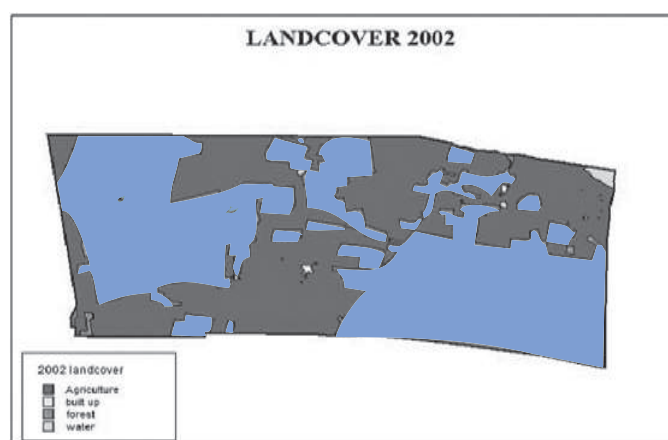 LANDCOVER 2002
2002 landcover
Agriculture
built up
forest
water